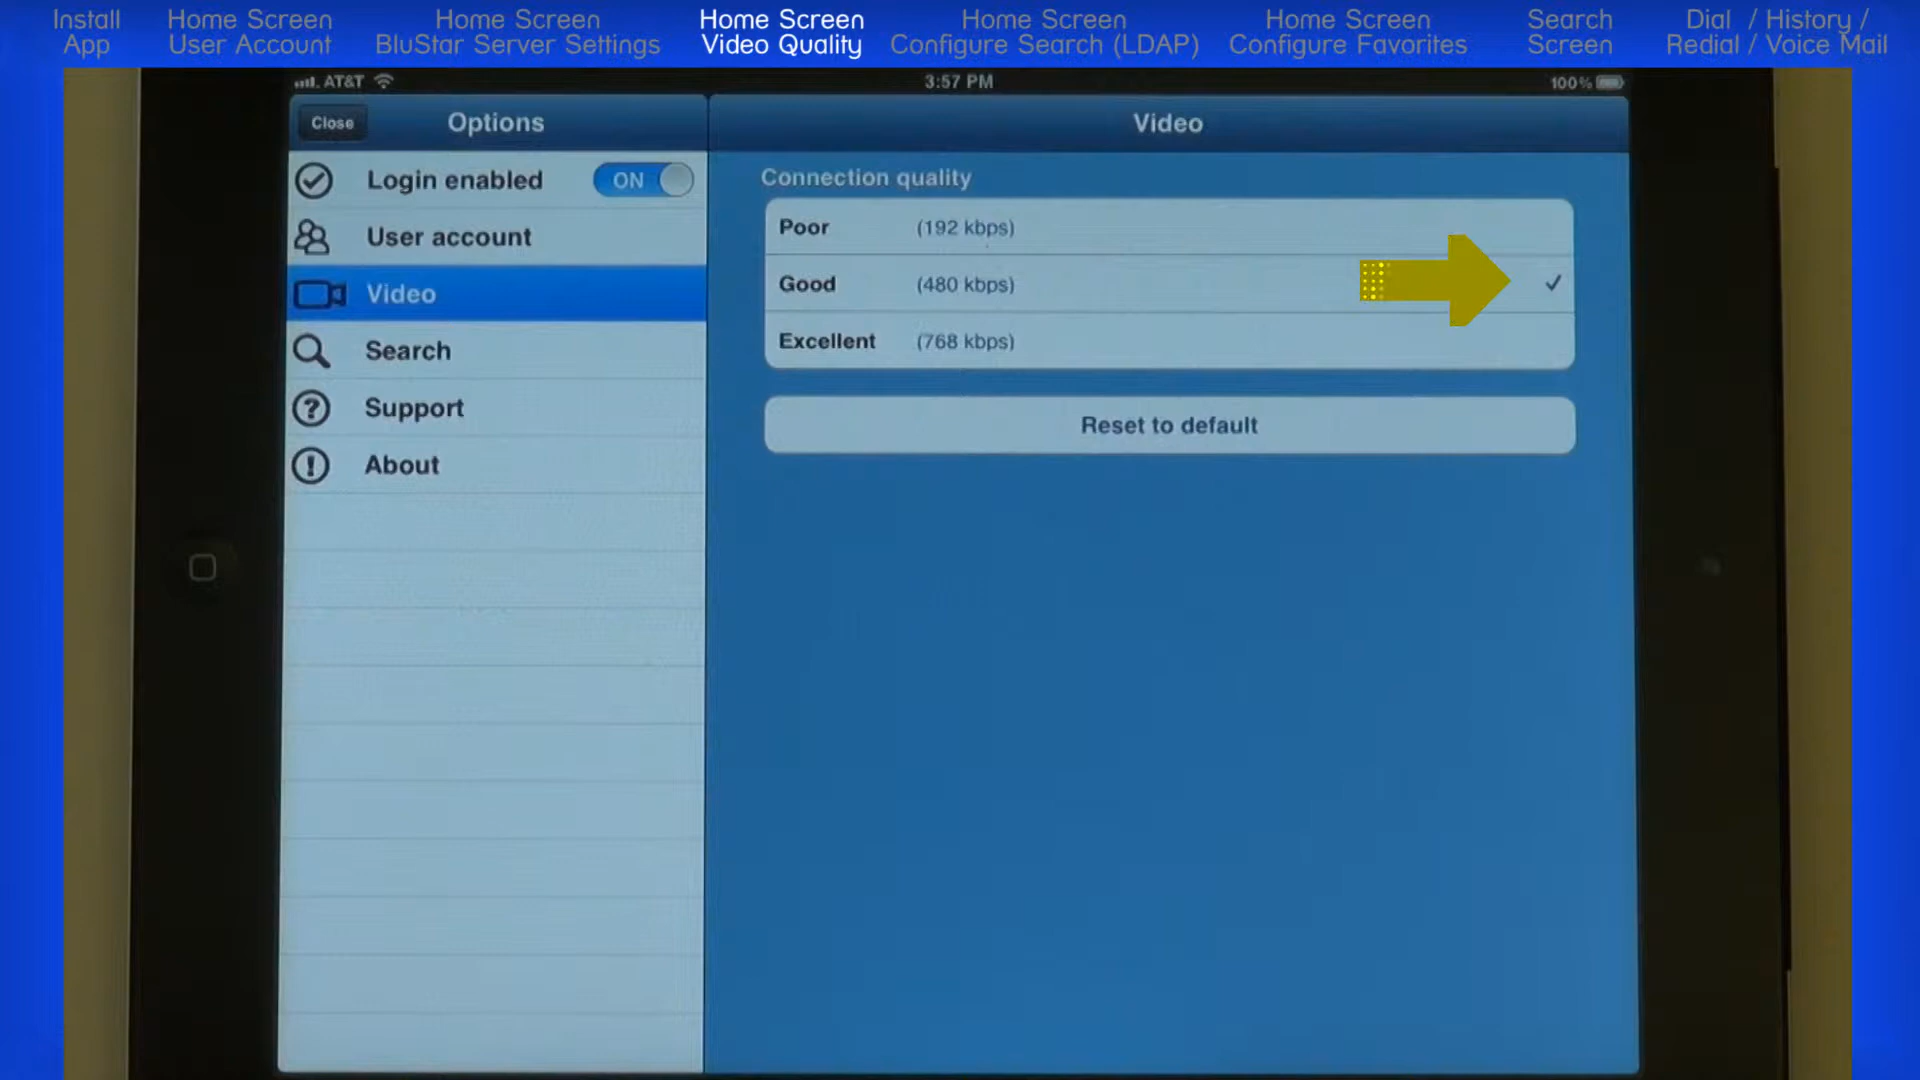 Install
App
Home Screen
User Account
Home Screen
BluStar Server Settings
Home Screen
Video Quality
Home Screen
Configure Search (LDAP)
Home Screen
Configure Favorites
Search
Screen
Dial / History /
Redial / Voice Mail
AT&T
3:57 PM
100%
Close
Options
Video
Login enabled
ON
User account
Video
Search
Support
About
Connection quality
Poor (192 kbps)
Good (480 kbps)
Excellent (768 kbps)
Reset to default